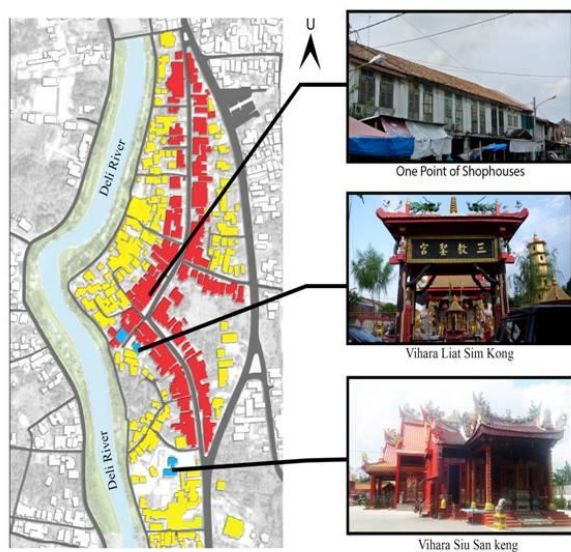 U
Deli River
Deli River
One Point of Shophouses
三教聖宮
Vihara Liat Sim Kong
Vihara Siu San keng